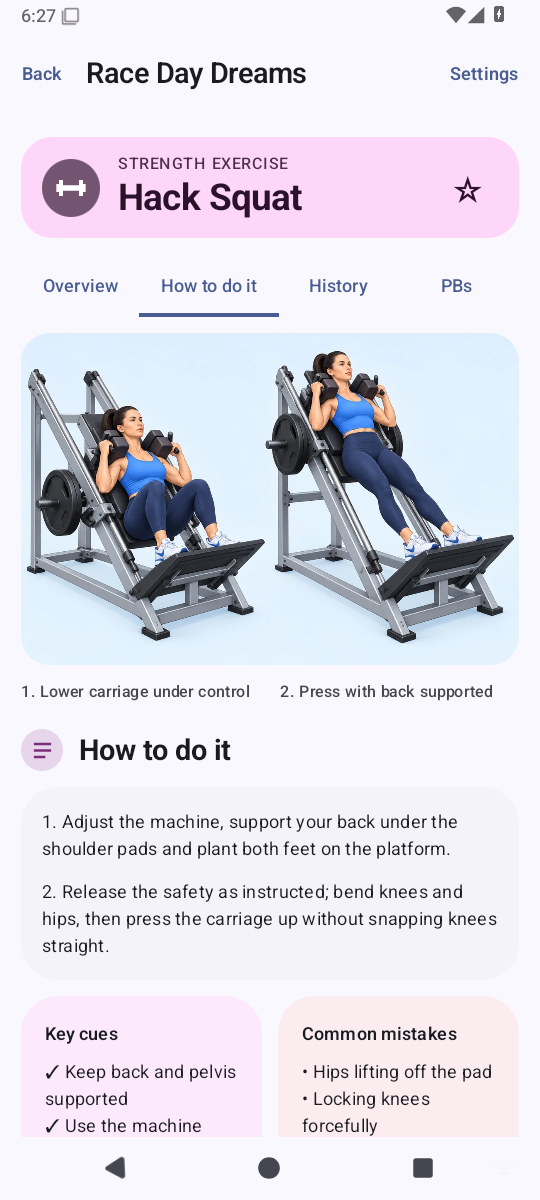 6:27
Back Race Day Dreams Settings
STRENGTH EXERCISE
Hack Squat
Overview How to do it History PBs
1. Lower carriage under control 2. Press with back supported
How to do it
1. Adjust the machine, support your back under the
shoulder pads and plant both feet on the platform.
2. Release the safety as instructed; bend knees and
hips, then press the carriage up without snapping knees
straight.
Key cues
✓ Keep back and pelvis
supported
✓ Use the machine
Common mistakes
• Hips lifting off the pad
• Locking knees
forcefully